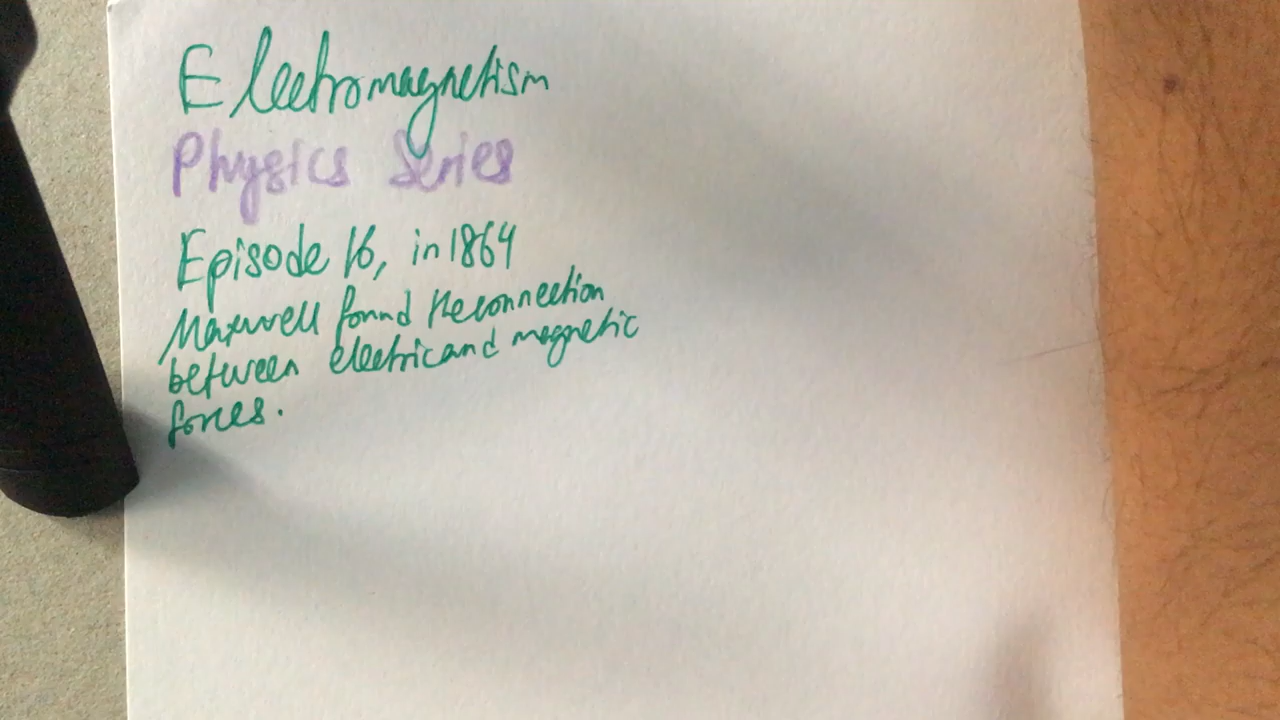 Electromagnetism
Physics Series
Episode 16, in 1864
Maxwell found the connection
between electric and magnetic
forces.